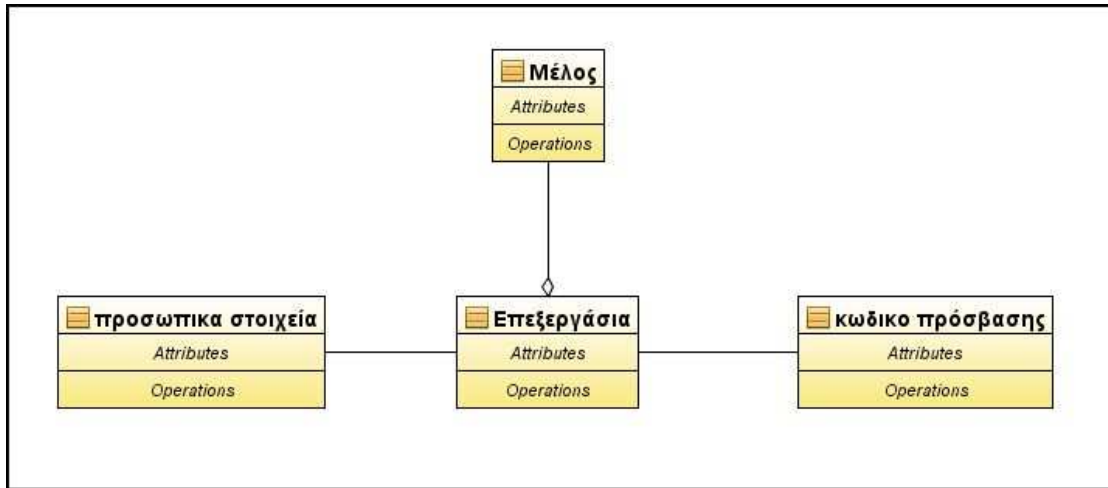 Μέλος
Attributes
Operations
προσωπικα στοιχεία
Attributes
Operations
Επεξεργάσια
Attributes
Operations
κωδικο πρόσβασης
Attributes
Operations